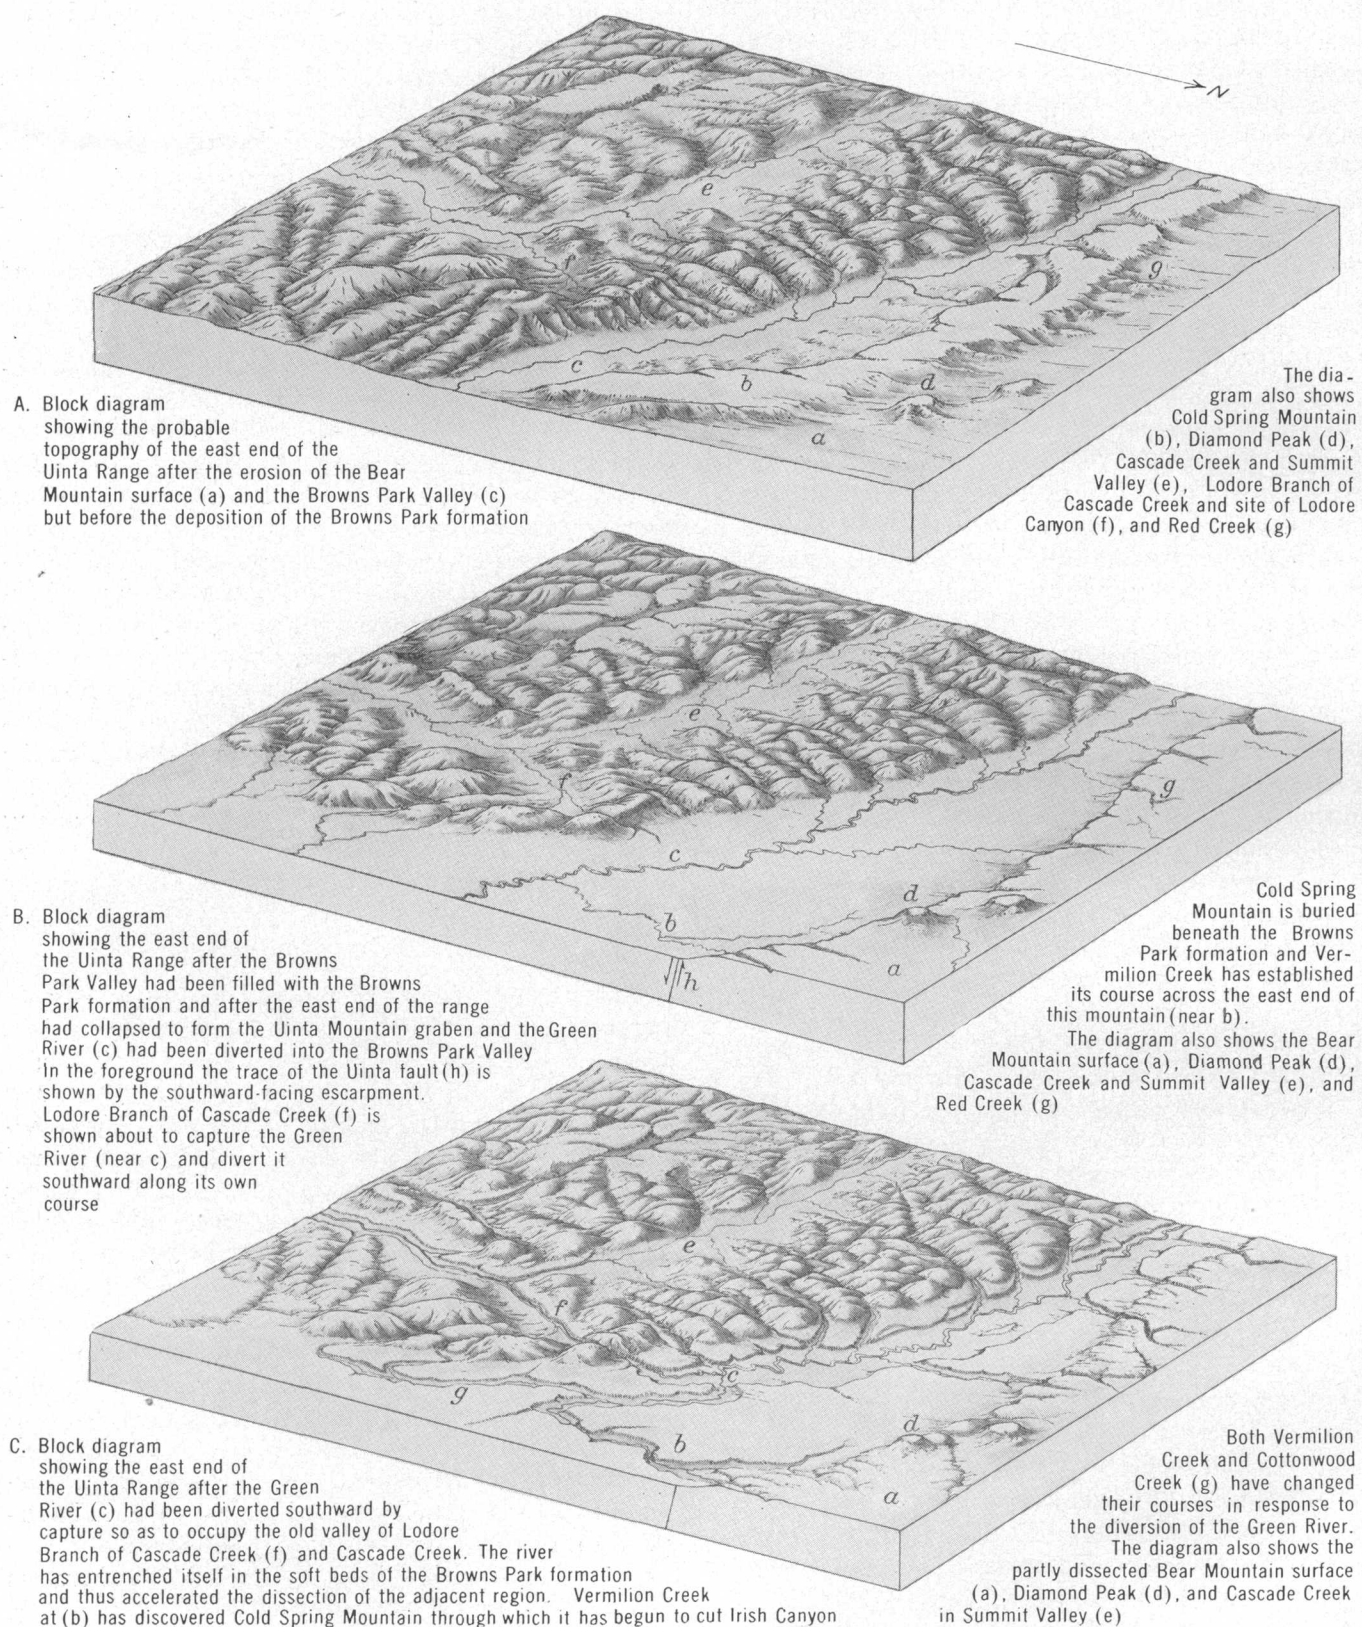 N
e
f
g
c
b
d
a
A. Block diagram
showing the probable
topography of the east end of the
Uinta Range after the erosion of the Bear
Mountain surface (a) and the Browns Park Valley (c)
but before the deposition of the Browns Park formation
The dia-
gram also shows
Cold Spring Mountain
(b), Diamond Peak (d),
Cascade Creek and Summit
Valley (e), Lodore Branch of
Cascade Creek and site of Lodore
Canyon (f), and Red Creek (g)
e
f
g
c
d
b
a
h
B. Block diagram
showing the east end of
the Uinta Range after the Browns
Park Valley had been filled with the Browns
Park formation and after the east end of the range
had collapsed to form the Uinta Mountain graben and the Green
River (c) had been diverted into the Browns Park Valley
In the foreground the trace of the Uinta fault (h) is
shown by the southward-facing escarpment.
Lodore Branch of Cascade Creek (f) is
shown about to capture the Green
River (near c) and divert it
southward along its own
course
Cold Spring
Mountain is buried
beneath the Browns
Park formation and Ver-
milion Creek has established
its course across the east end of
this mountain (near b).
The diagram also shows the Bear
Mountain surface (a), Diamond Peak (d),
Cascade Creek and Summit Valley (e), and
Red Creek (g)
e
f
c
g
d
b
a
C. Block diagram
showing the east end of
the Uinta Range after the Green
River (c) had been diverted southward by
capture so as to occupy the old valley of Lodore
Branch of Cascade Creek (f) and Cascade Creek. The river
has entrenched itself in the soft beds of the Browns Park formation
and thus accelerated the dissection of the adjacent region. Vermilion Creek
at (b) has discovered Cold Spring Mountain through which it has begun to cut Irish Canyon
Both Vermilion
Creek and Cottonwood
Creek (g) have changed
their courses in response to
the diversion of the Green River.
The diagram also shows the
partly dissected Bear Mountain surface
(a), Diamond Peak (d), and Cascade Creek
in Summit Valley (e)